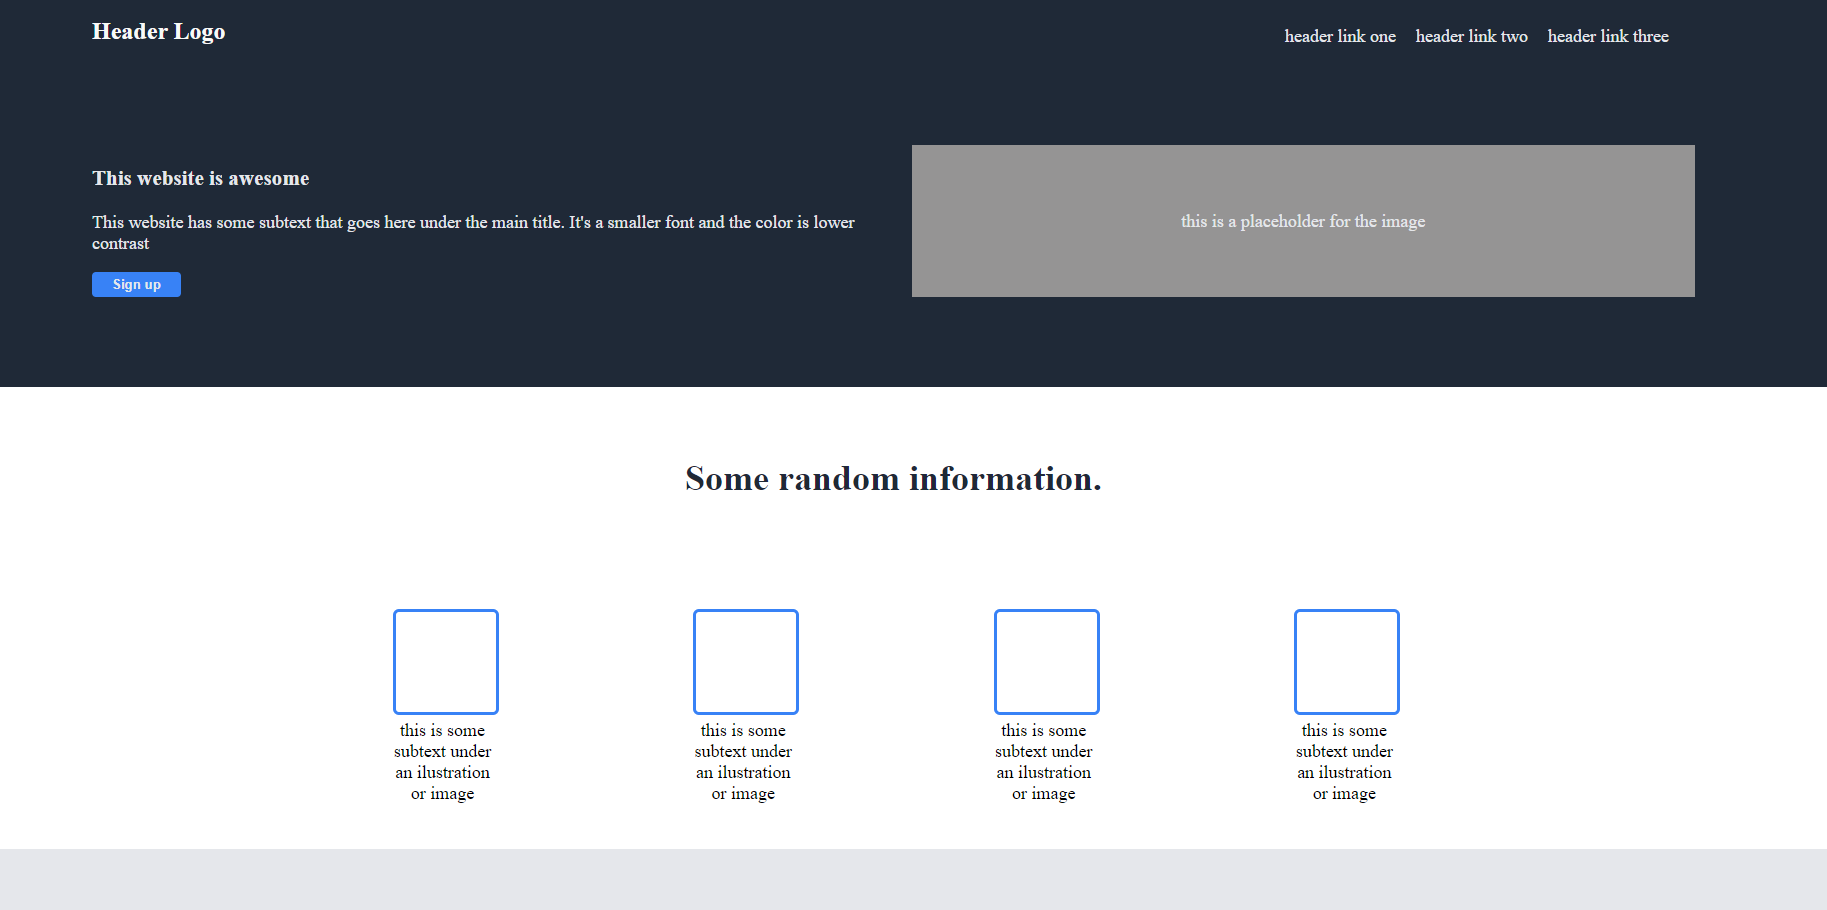 Header Logo
header link one header link two header link three
This website is awesome
This website has some subtext that goes here under the main title. It's a smaller font and the color is lower
contrast
Sign up
this is a placeholder for the image
Some random information.
this is some
subtext under
an ilustration
or image
this is some
subtext under
an ilustration
or image
this is some
subtext under
an ilustration
or image
this is some
subtext under
an ilustration
or image